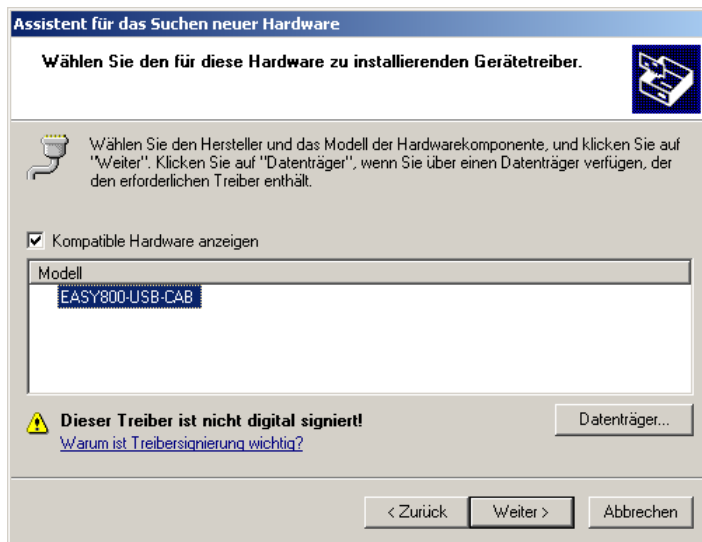 Assistent für das Suchen neuer Hardware
Wählen Sie den für diese Hardware zu installierenden Gerätetreiber.
Wählen Sie den Hersteller und das Modell der Hardwarekomponente, und klicken Sie auf
"Weiter". Klicken Sie auf "Datenträger", wenn Sie über einen Datenträger verfügen, der
den erforderlichen Treiber enthält.
Kompatible Hardware anzeigen
Modell
EASY800-USB-CAB
Dieser Treiber ist nicht digital signiert!
Datenträger...
Warum ist Treibersignierung wichtig?
< Zurück
Weiter >
Abbrechen